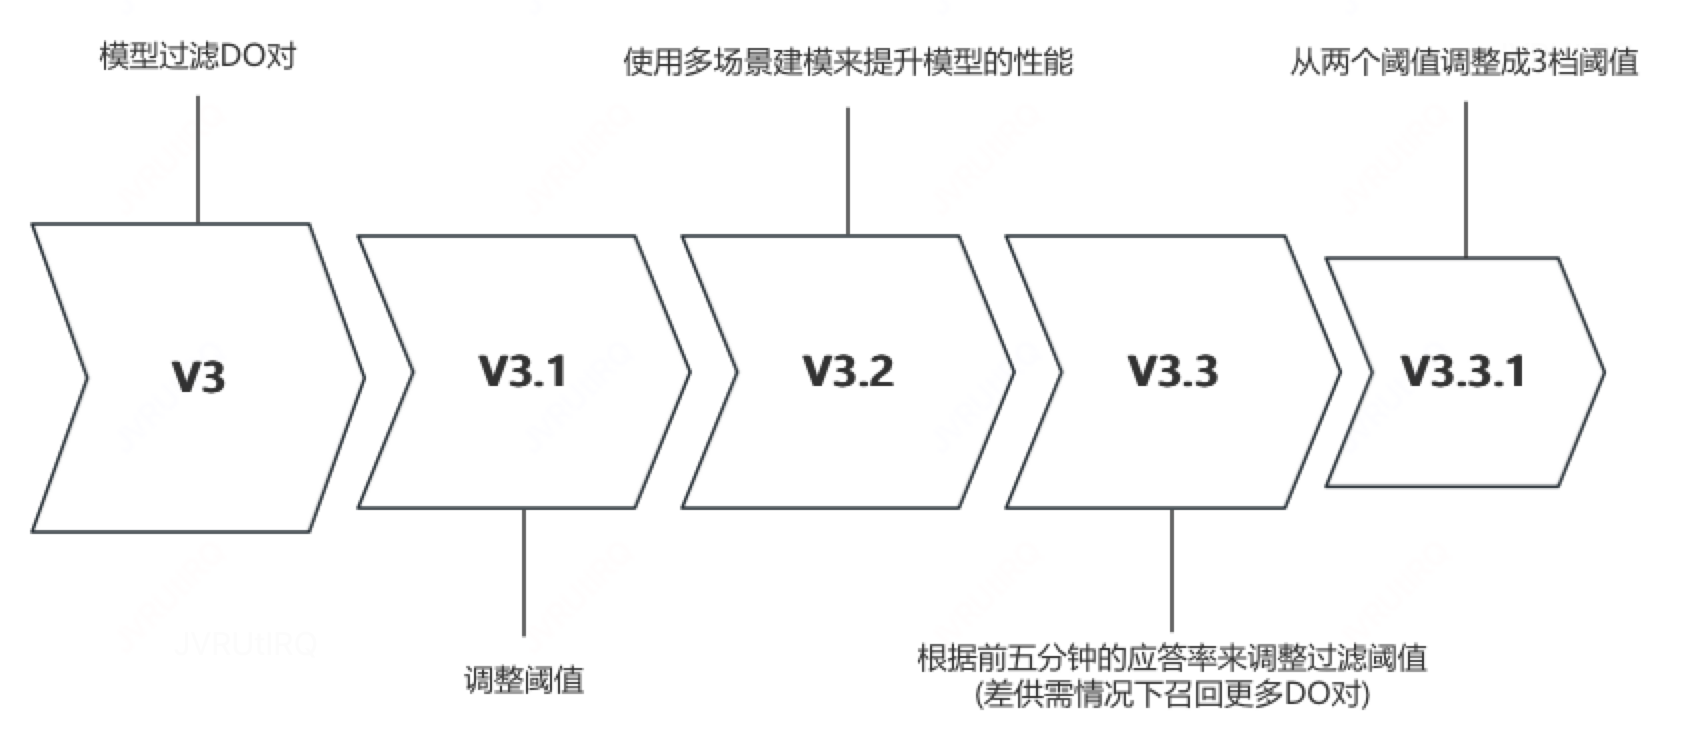 模型过滤DO对
使用多场景建模来提升模型的性能
从两个阈值调整成3档阈值
V3
V3.1
V3.2
V3.3
V3.3.1
调整阈值
根据前五分钟的应答率来调整过滤阈值
(差供需情况下召回更多DO对)